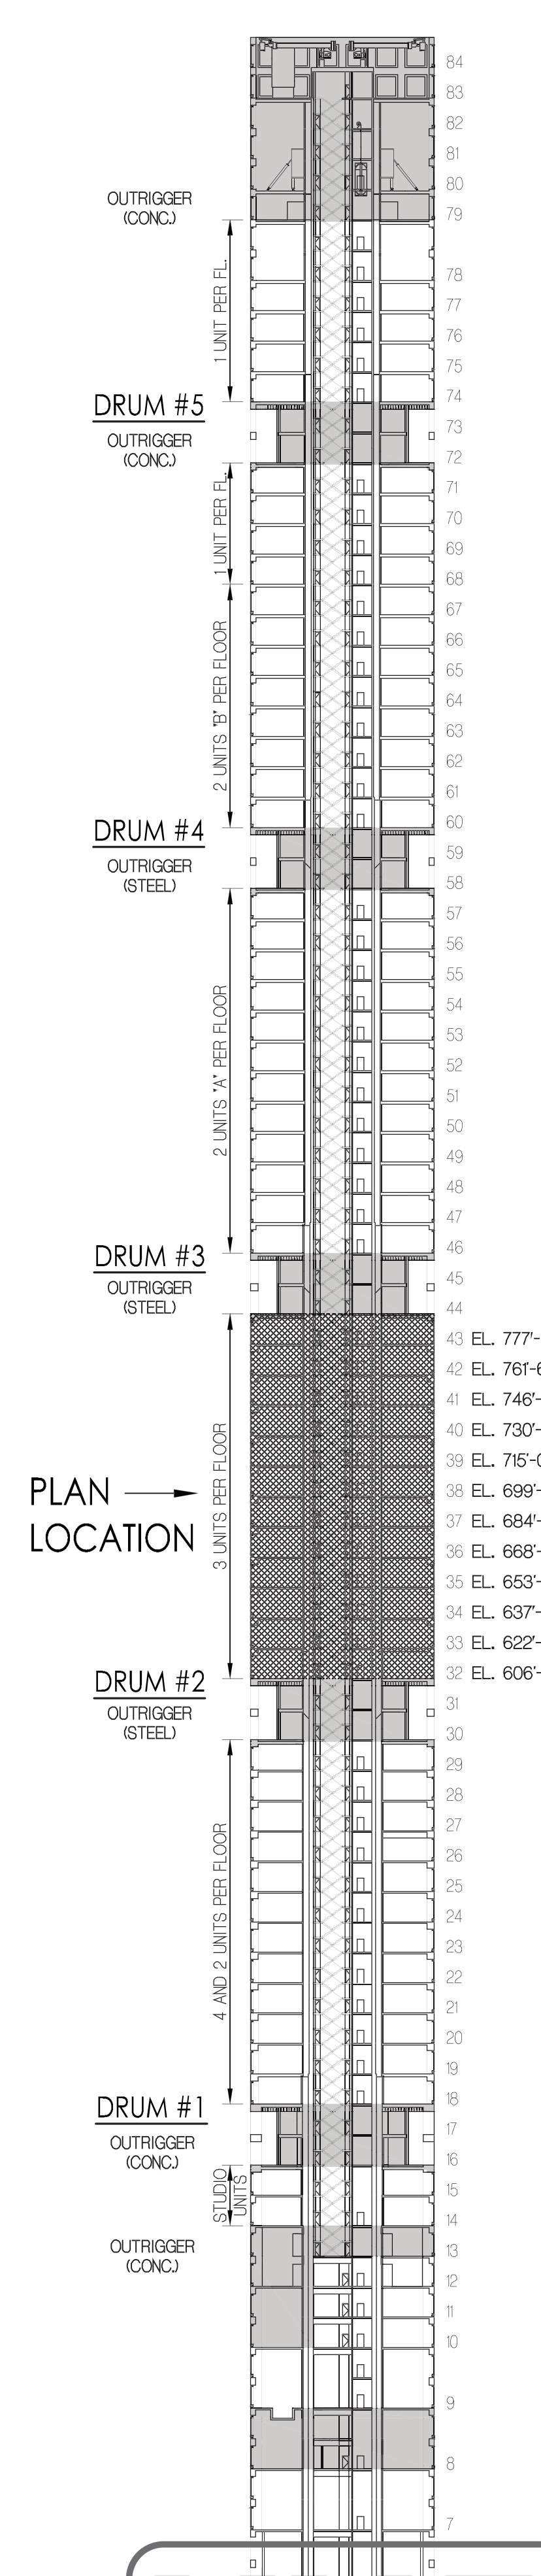 84
83
82
81
80
OUTRIGGER
(CONC.)
79
1 UNIT PER FL.
78
77
76
75
74
DRUM #5
73
OUTRIGGER
(CONC.)
72
1 UNIT PER FL.
71
70
69
68
2 UNITS "B" PER FLOOR
67
66
65
64
63
62
61
60
DRUM #4
59
OUTRIGGER
(STEEL)
58
2 UNITS "A" PER FLOOR
57
56
55
54
53
52
51
50
49
48
47
46
DRUM #3
45
OUTRIGGER
(STEEL)
44
3 UNITS PER FLOOR
43 EL. 777'-
42 EL. 761'-6
41 EL. 746'-
40 EL. 730'-
39 EL. 715'-0
PLAN
LOCATION
38 EL. 699'-
37 EL. 684'-
36 EL. 668'-
35 EL. 653'-
34 EL. 637'-
33 EL. 622'-
32 EL. 606'-
DRUM #2
31
OUTRIGGER
(STEEL)
30
4 AND 2 UNITS PER FLOOR
29
28
27
26
25
24
23
22
21
20
19
18
DRUM #1
17
OUTRIGGER
(CONC.)
16
STUDIO
UNITS
15
14
OUTRIGGER
(CONC.)
13
12
11
10
9
8
7